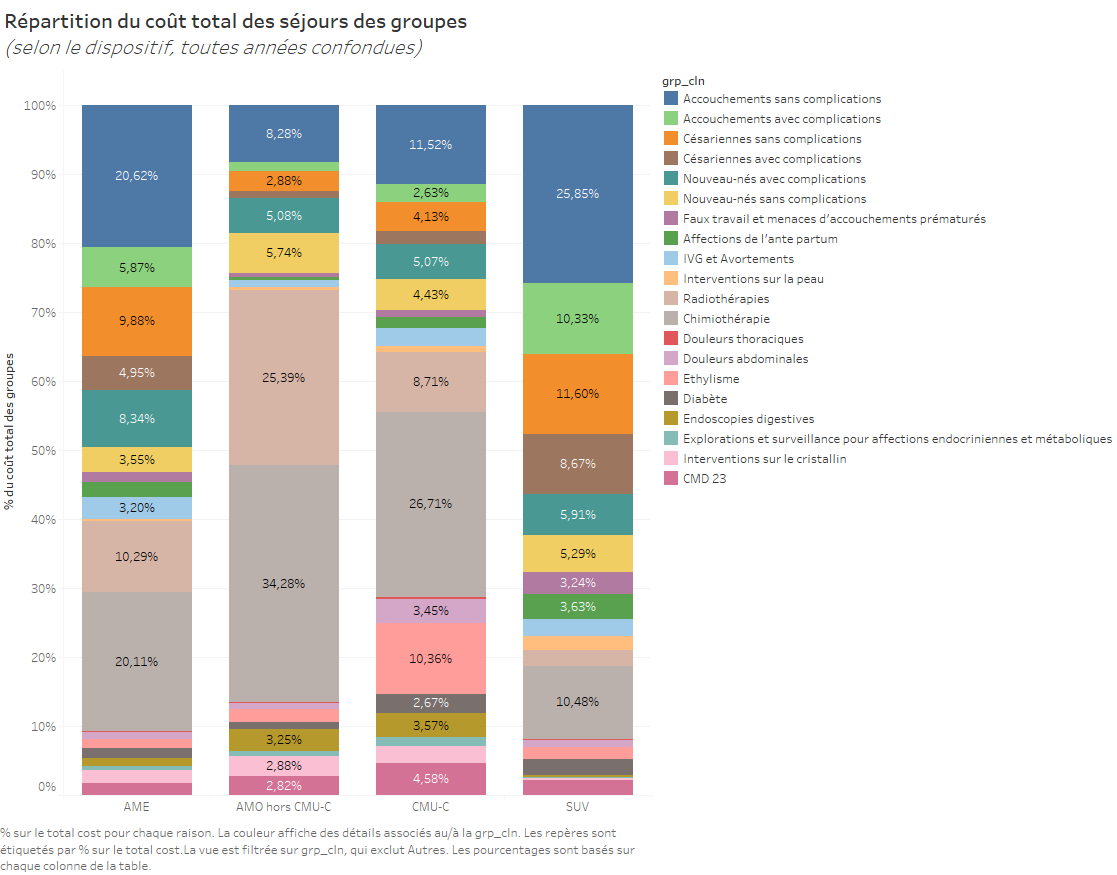 Répartition du coût total des séjours des groupes
(selon le dispositif, toutes années confondues)
% du coût total des groupes
100%
90%
80%
70%
60%
50%
40%
30%
20%
10%
0%
20,62%
5,87%
9,88%
4,95%
8,34%
3,55%
3,20%
10,29%
20,11%
AME
8,28%
2,88%
5,08%
5,74%
25,39%
34,28%
3,25%
2,88%
2,82%
AMO hors CMU-C
11,52%
2,63%
4,13%
5,07%
4,43%
8,71%
26,71%
3,45%
10,36%
2,67%
3,57%
4,58%
CMU-C
25,85%
10,33%
11,60%
8,67%
5,91%
5,29%
3,24%
3,63%
10,48%
SUV
grp_cln
Accouchements sans complications
Accouchements avec complications
Césariennes sans complications
Césariennes avec complications
Nouveau-nés avec complications
Nouveau-nés sans complications
Faux travail et menaces d’accouchements prématurés
Affections de l’ante partum
IVG et Avortements
Interventions sur la peau
Radiothérapies
Chimiothérapie
Douleurs thoraciques
Douleurs abdominales
Ethylisme
Diabète
Endoscopies digestives
Explorations et surveillance pour affections endocriniennes et métaboliques
Interventions sur le cristallin
CMD 23
% sur le total cost pour chaque raison. La couleur affiche des détails associés au/à la grp_cln. Les repères sont
étiquetés par % sur le total cost.La vue est filtrée sur grp_cln, qui exclut Autres. Les pourcentages sont basés sur
chaque colonne de la table.